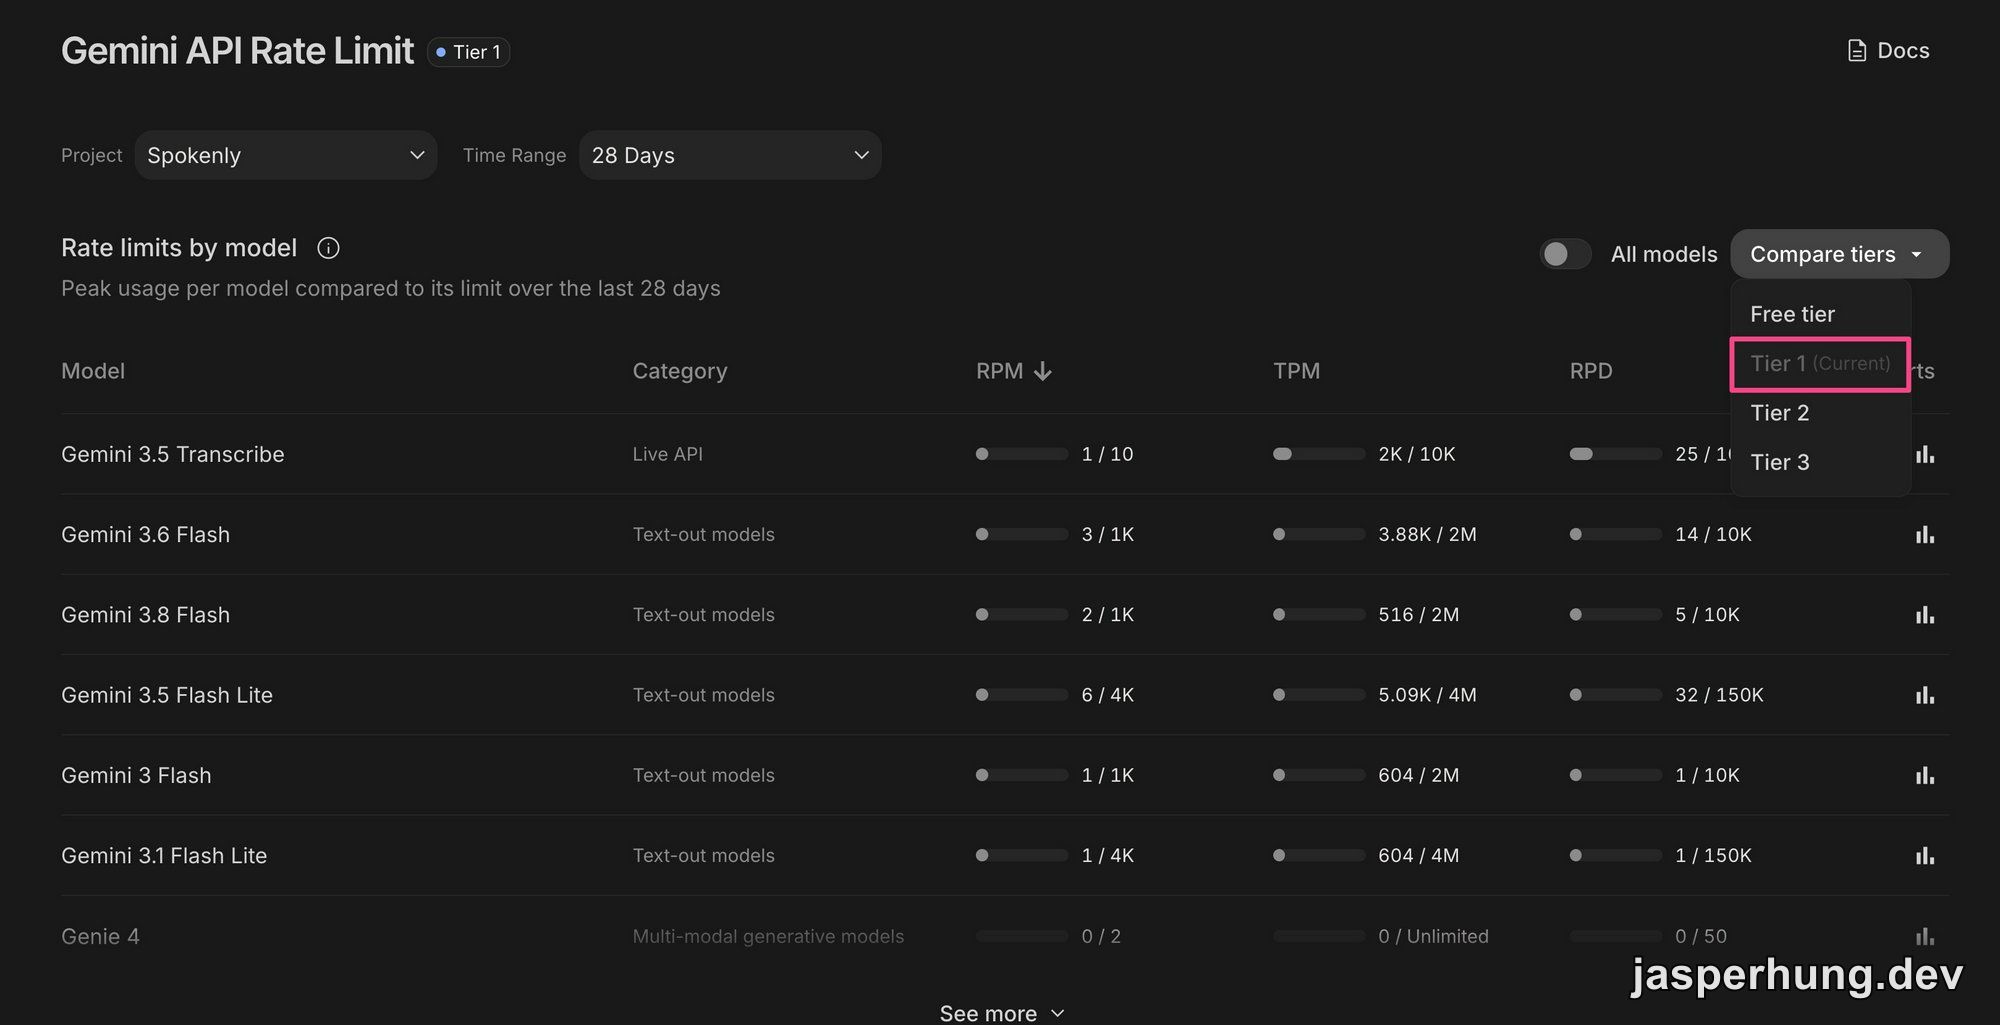 Gemini API Rate Limit Tier 1 Docs
Project Spokenly Time Range 28 Days
Rate limits by model All models Compare tiers
Peak usage per model compared to its limit over the last 28 days
Free tier
Tier 1 (Current)
Tier 2
Tier 3
Model Category RPM TPM RPD
Gemini 3.5 Transcribe Live API 1 / 10 2K / 10K 25 /
Gemini 3.6 Flash Text-out models 3 / 1K 3.88K / 2M 14 / 10K
Gemini 3.8 Flash Text-out models 2 / 1K 516 / 2M 5 / 10K
Gemini 3.5 Flash Lite Text-out models 6 / 4K 5.09K / 4M 32 / 150K
Gemini 3 Flash Text-out models 1 / 1K 604 / 2M 1 / 10K
Gemini 3.1 Flash Lite Text-out models 1 / 4K 604 / 4M 1 / 150K
Genie 4 Multi-modal generative models 0 / 2 0 / Unlimited 0 / 50
jasperhung.dev
See more